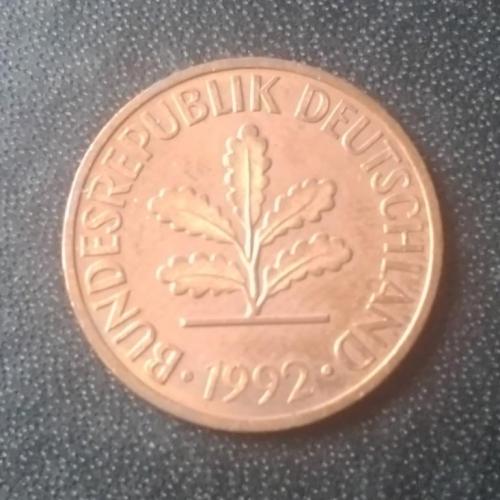 BUNDESREPUBLIK DEUTSCHLAND
· 1992 ·